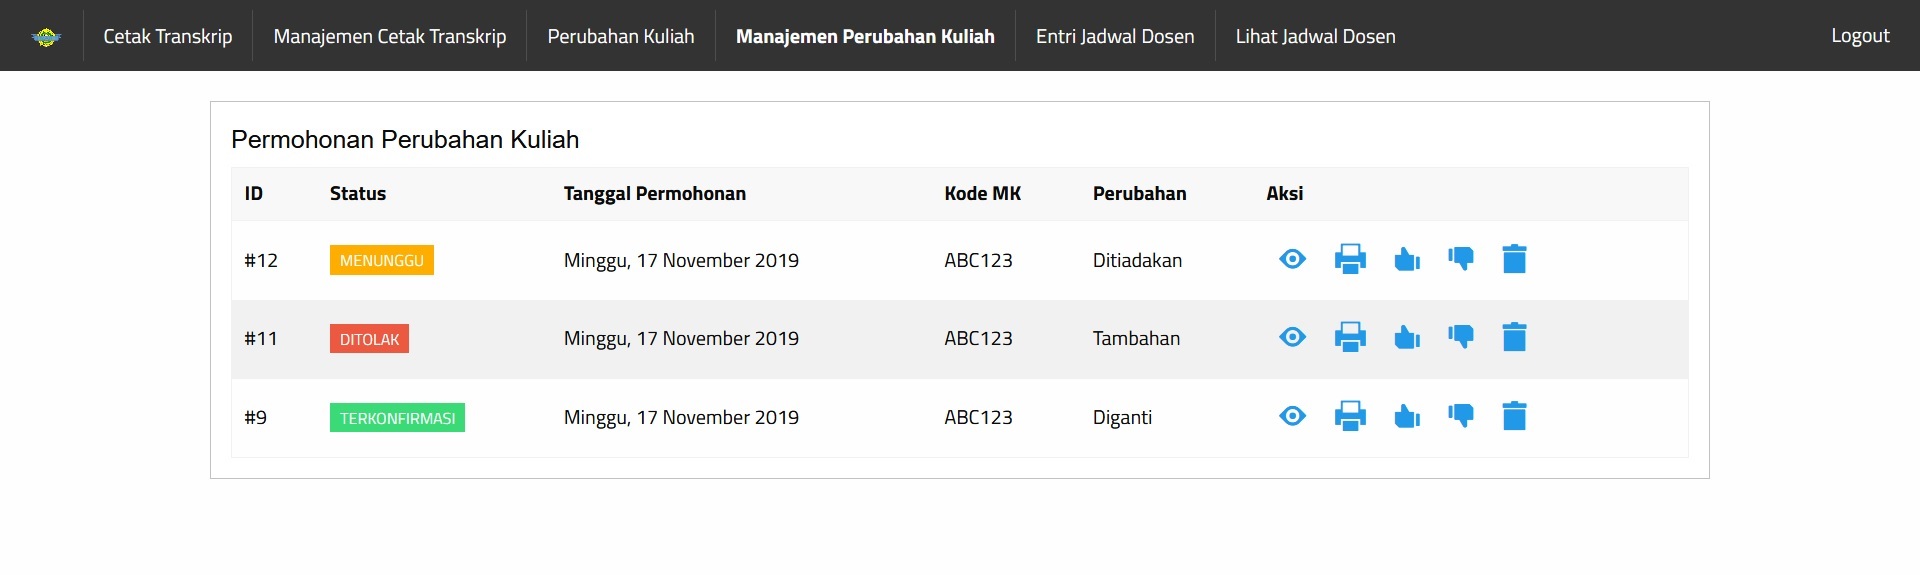 Cetak Transkrip Manajemen Cetak Transkrip Perubahan Kuliah Manajemen Perubahan Kuliah Entri Jadwal Dosen Lihat Jadwal Dosen Logout
Permohonan Perubahan Kuliah
ID Status Tanggal Permohonan Kode MK Perubahan Aksi
#12 MENUNGGU Minggu, 17 November 2019 ABC123 Ditiadakan
#11 DITOLAK Minggu, 17 November 2019 ABC123 Tambahan
#9 TERKONFIRMASI Minggu, 17 November 2019 ABC123 Diganti